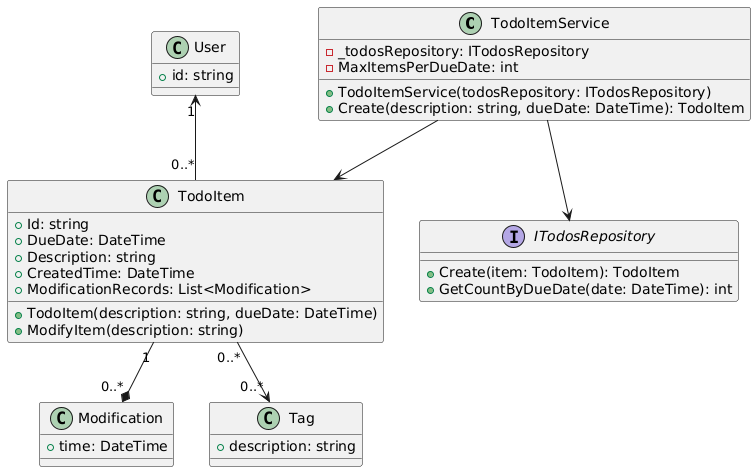 C TodoItemService
_todosRepository: ITodosRepository
MaxItemsPerDueDate: int
TodoItemService(todosRepository: ITodosRepository)
Create(description: string, dueDate: DateTime): TodoItem
C User
id: string
1
0..*
C TodoItem
Id: string
DueDate: DateTime
Description: string
CreatedTime: DateTime
ModificationRecords: List<Modification>
TodoItem(description: string, dueDate: DateTime)
ModifyItem(description: string)
I ITodosRepository
Create(item: TodoItem): TodoItem
GetCountByDueDate(date: DateTime): int
1
0..*
0..*
0..*
C Modification
time: DateTime
C Tag
description: string